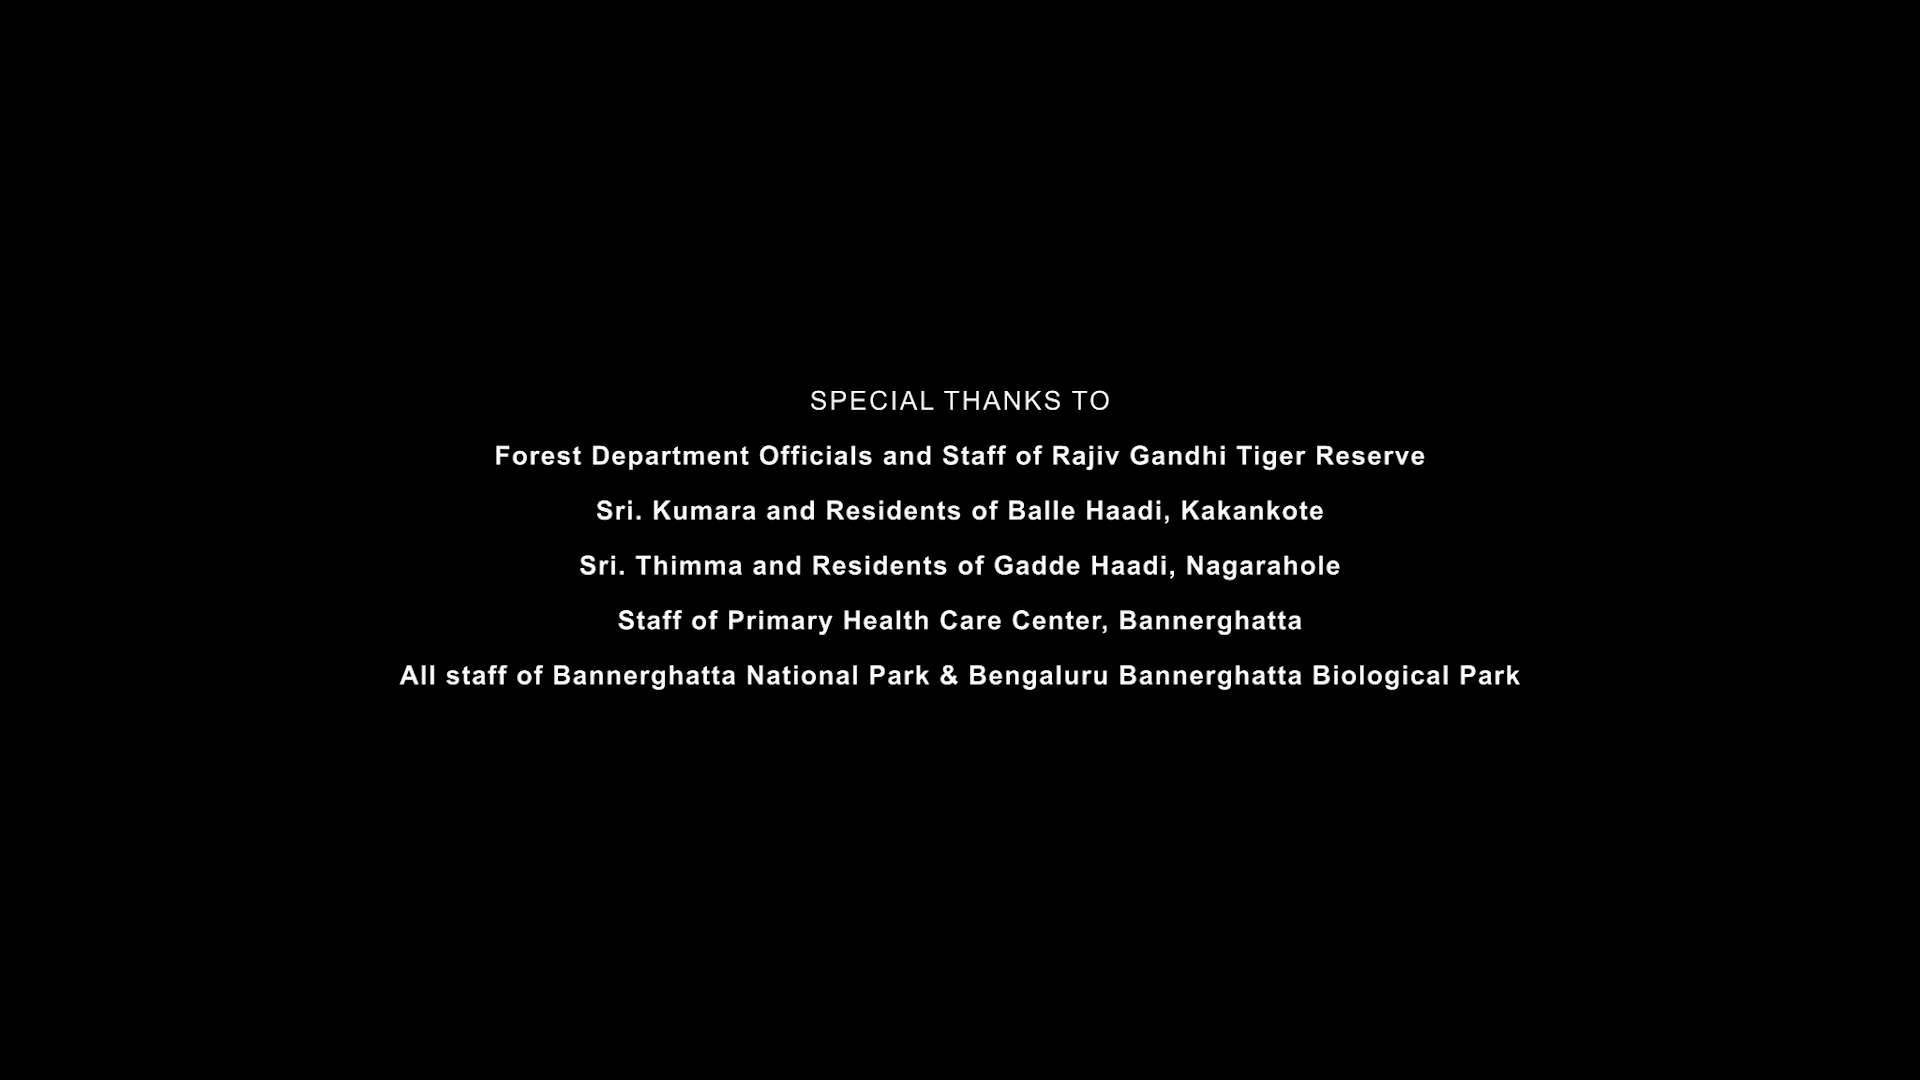 SPECIAL THANKS TO
Forest Department Officials and Staff of Rajiv Gandhi Tiger Reserve
Sri. Kumara and Residents of Balle Haadi, Kakankote
Sri. Thimma and Residents of Gadde Haadi, Nagarahole
Staff of Primary Health Care Center, Bannerghatta
All staff of Bannerghatta National Park & Bengaluru Bannerghatta Biological Park